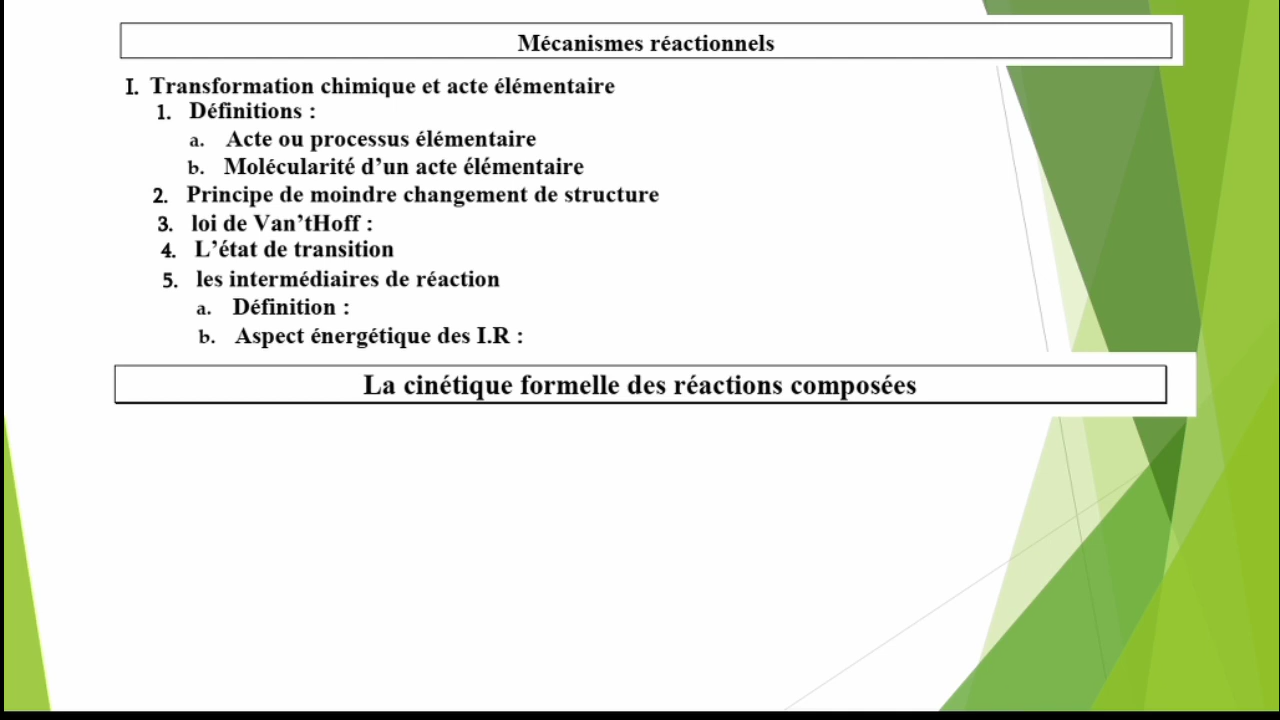 Mécanismes réactionnels
I. Transformation chimique et acte élémentaire
1. Définitions :
a. Acte ou processus élémentaire
b. Molécularité d’un acte élémentaire
2. Principe de moindre changement de structure
3. loi de Van’tHoff :
4. L’état de transition
5. les intermédiaires de réaction
a. Définition :
b. Aspect énergétique des I.R :
La cinétique formelle des réactions composées